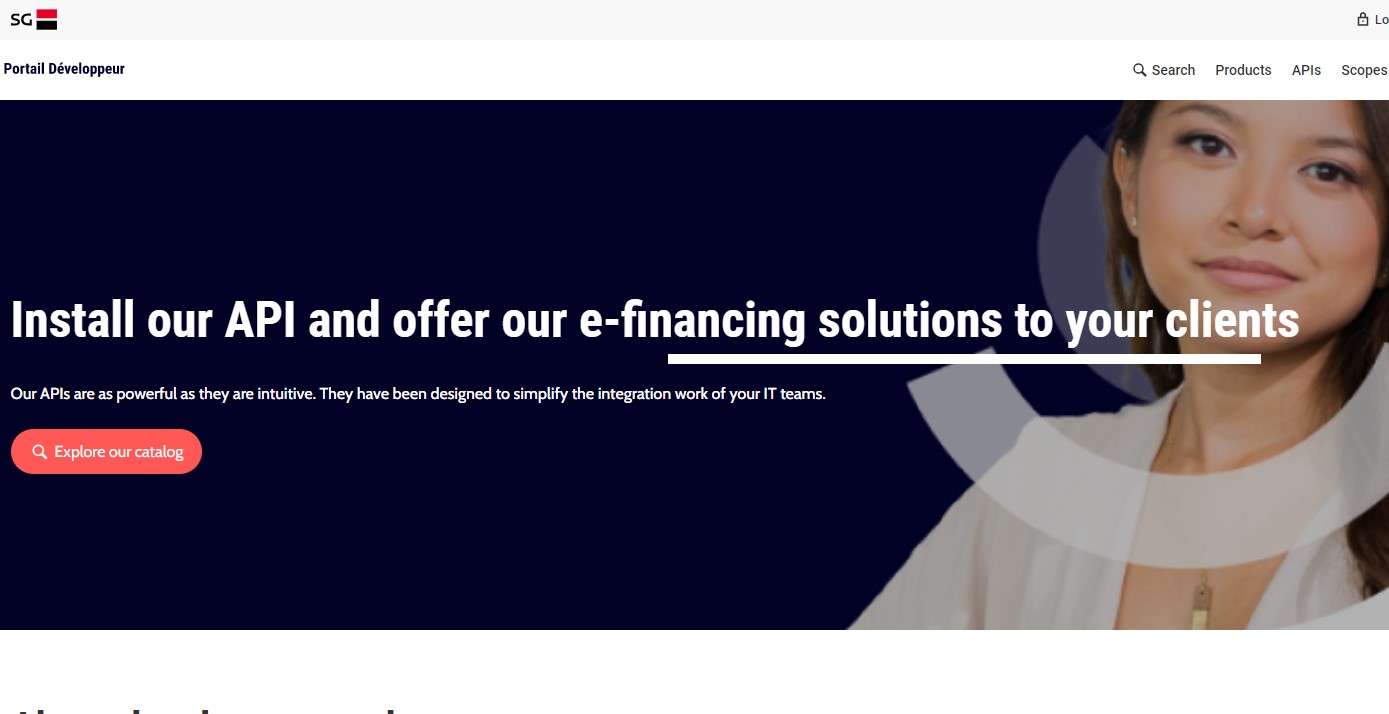 SG
Lo
Portail Développeur
Search Products APIs Scopes
Install our API and offer our e-financing solutions to your clients
Our APIs are as powerful as they are intuitive. They have been designed to simplify the integration work of your IT teams.
Explore our catalog